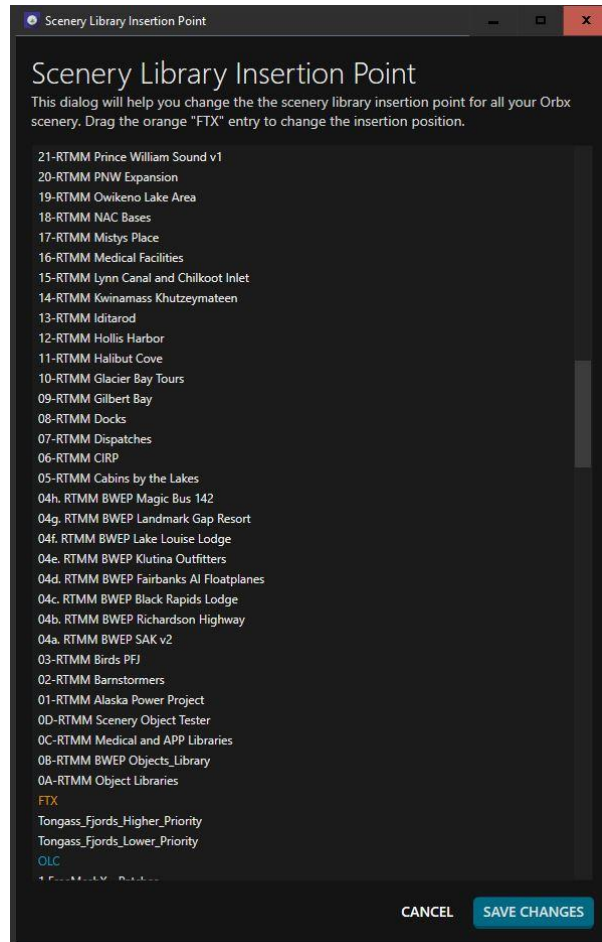 Scenery Library Insertion Point
Scenery Library Insertion Point
This dialog will help you change the the scenery library insertion point for all your Orbx
scenery. Drag the orange "FTX" entry to change the insertion position.
21-RTMM Prince William Sound v1
20-RTMM PNW Expansion
19-RTMM Owikeno Lake Area
18-RTMM NAC Bases
17-RTMM Mistys Place
16-RTMM Medical Facilities
15-RTMM Lynn Canal and Chilkoot Inlet
14-RTMM Kwinamass Khutzeymateen
13-RTMM Iditarod
12-RTMM Hollis Harbor
11-RTMM Halibut Cove
10-RTMM Glacier Bay Tours
09-RTMM Gilbert Bay
08-RTMM Docks
07-RTMM Dispatches
06-RTMM CIRP
05-RTMM Cabins by the Lakes
04h. RTMM BWEP Magic Bus 142
04g. RTMM BWEP Landmark Gap Resort
04f. RTMM BWEP Lake Louise Lodge
04e. RTMM BWEP Klutina Outfitters
04d. RTMM BWEP Fairbanks AI Floatplanes
04c. RTMM BWEP Black Rapids Lodge
04b. RTMM BWEP Richardson Highway
04a. RTMM BWEP SAK v2
03-RTMM Birds PFJ
02-RTMM Barnstormers
01-RTMM Alaska Power Project
0D-RTMM Scenery Object Tester
0C-RTMM Medical and APP Libraries
0B-RTMM BWEP Objects_Library
0A-RTMM Object Libraries
FTX
Tongass_Fjords_Higher_Priority
Tongass_Fjords_Lower_Priority
OLC
CANCEL SAVE CHANGES